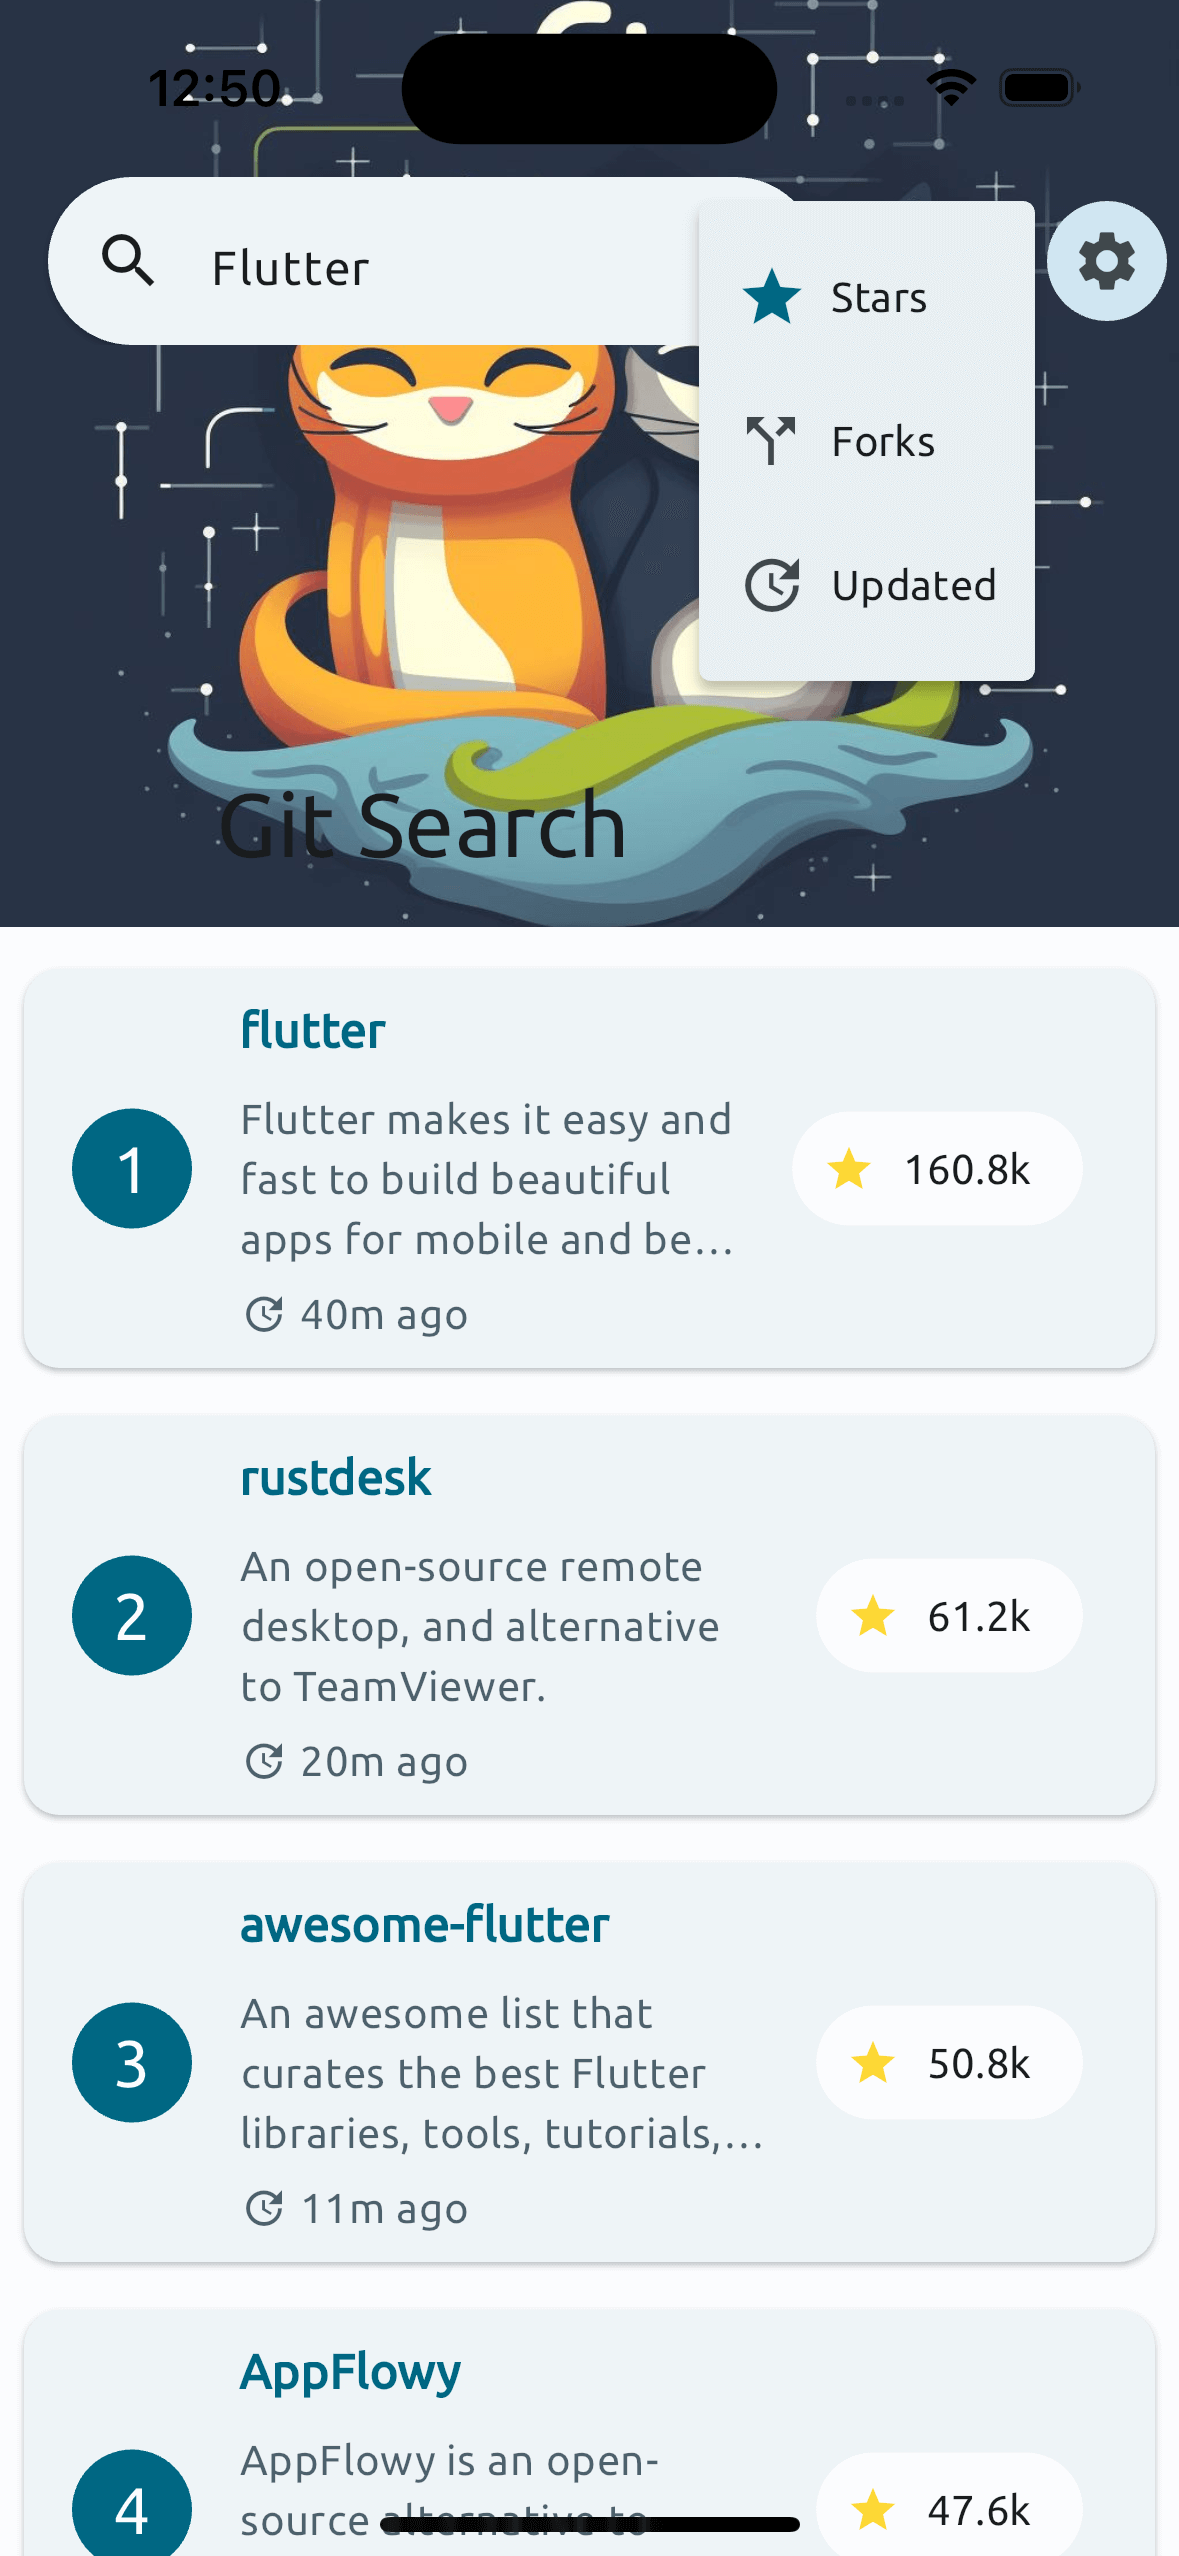 12:50
Flutter
Stars
Forks
Updated
Git Search
flutter
1
Flutter makes it easy and
fast to build beautiful
apps for mobile and be...
160.8k
40m ago
rustdesk
2
An open-source remote
desktop, and alternative
to TeamViewer.
61.2k
20m ago
awesome-flutter
3
An awesome list that
curates the best Flutter
libraries, tools, tutorials,...
50.8k
11m ago
AppFlowy
4
AppFlowy is an open-
source alternative to
47.6k